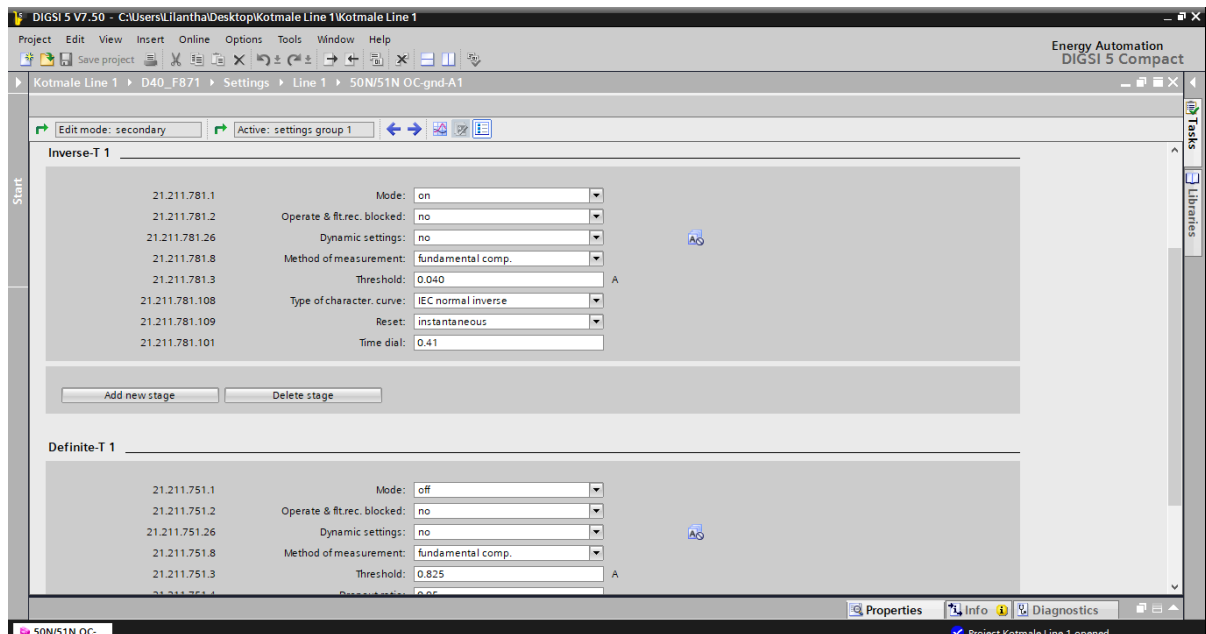 DIGSI 5 V7.50 - C:\Users\Lilantha\Desktop\Kotmale Line 1\Kotmale Line 1
Project Edit View Insert Online Options Tools Window Help
Save project
Energy Automation
DIGSI 5 Compact
Kotmale Line 1 D40_F871 Settings Line 1 50N/51N OC-gnd-A1
Start
Tasks
Libraries
Edit mode: secondary Active: settings group 1
Inverse-T 1
21.211.781.1 Mode: on
21.211.781.2 Operate & flt.rec. blocked: no
21.211.781.26 Dynamic settings: no
21.211.781.8 Method of measurement: fundamental comp.
21.211.781.3 Threshold: 0.040 A
21.211.781.108 Type of character. curve: IEC normal inverse
21.211.781.109 Reset: instantaneous
21.211.781.101 Time dial: 0.41
Add new stage Delete stage
Definite-T 1
21.211.751.1 Mode: off
21.211.751.2 Operate & flt.rec. blocked: no
21.211.751.26 Dynamic settings: no
21.211.751.8 Method of measurement: fundamental comp.
21.211.751.3 Threshold: 0.825 A
21.211.751.4 Dropout ratio: 0.95
Properties Info Diagnostics
50N/51N OC- Project Kotmale Line 1 opened